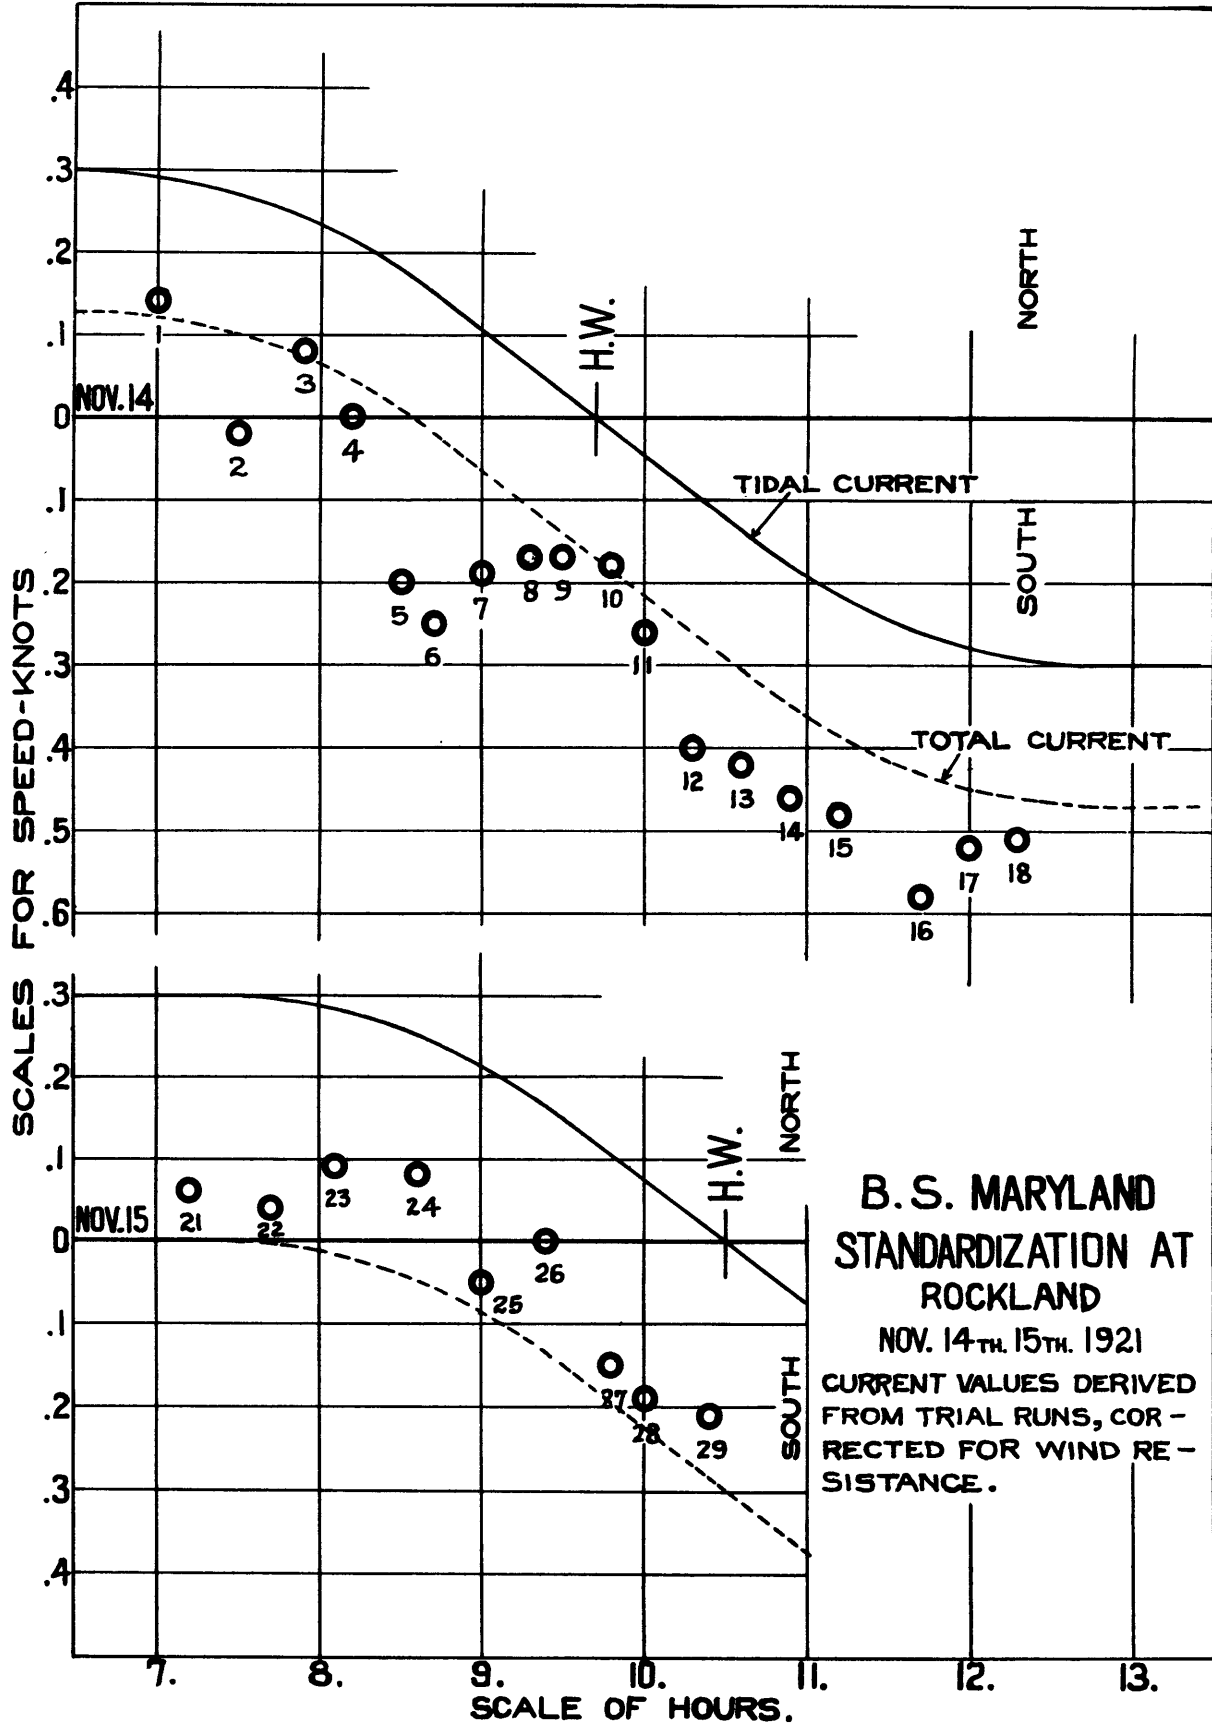 .4
.3
.2
.1
NOV. 14
0
.1
.2
.3
.4
.5
.6
1
2
3
4
5
6
7
8
9
10
11
12
13
14
15
16
17
18
H.W.
NORTH
SOUTH
TIDAL CURRENT
TOTAL CURRENT
SCALES FOR SPEED-KNOTS
.3
.2
.1
NOV. 15
0
.1
.2
.3
.4
21
22
23
24
25
26
27
28
29
H.W.
NORTH
SOUTH
B. S. MARYLAND
STANDARDIZATION AT
ROCKLAND
NOV. 14TH. 15TH. 1921
CURRENT VALUES DERIVED
FROM TRIAL RUNS, COR-
RECTED FOR WIND RE-
SISTANCE.
7. 8. 9. 10. 11. 12. 13.
SCALE OF HOURS.